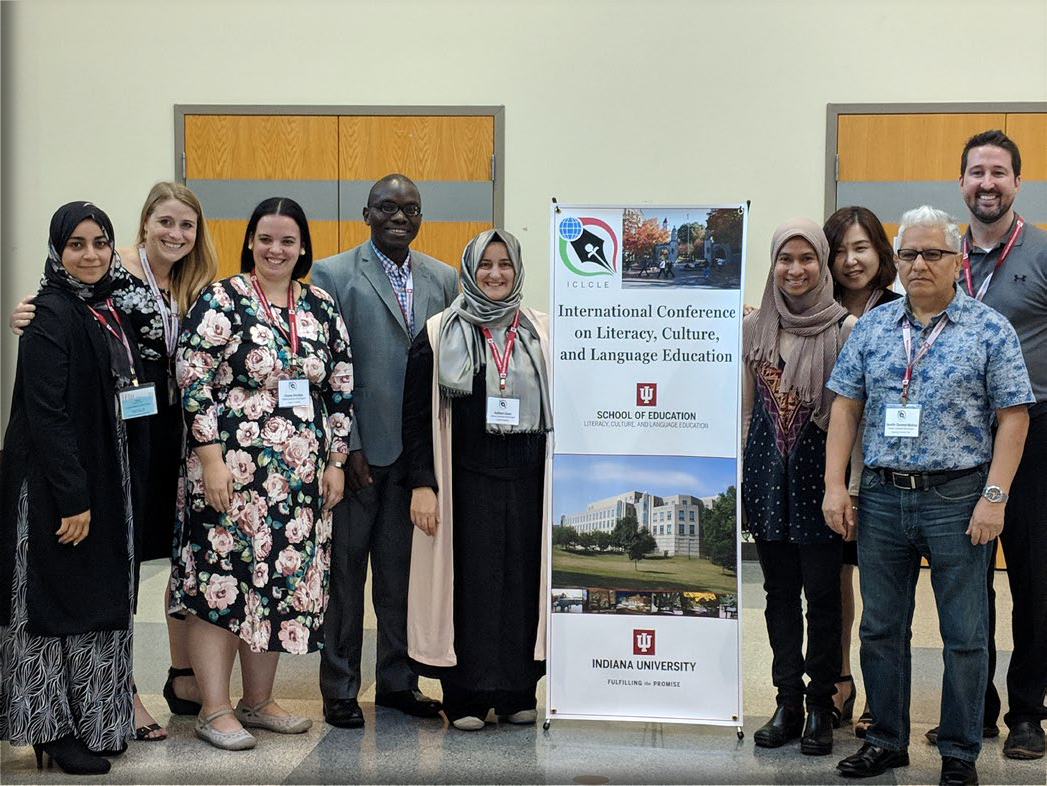 ICLCLE
International Conference
on Literacy, Culture,
and Language Education
SCHOOL OF EDUCATION
LITERACY, CULTURE, AND LANGUAGE EDUCATION
INDIANA UNIVERSITY
FULFILLING the PROMISE